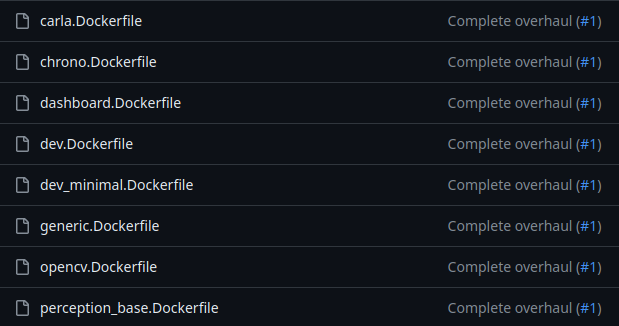 carla.Dockerfile Complete overhaul (#1)
chrono.Dockerfile Complete overhaul (#1)
dashboard.Dockerfile Complete overhaul (#1)
dev.Dockerfile Complete overhaul (#1)
dev_minimal.Dockerfile Complete overhaul (#1)
generic.Dockerfile Complete overhaul (#1)
opencv.Dockerfile Complete overhaul (#1)
perception_base.Dockerfile Complete overhaul (#1)